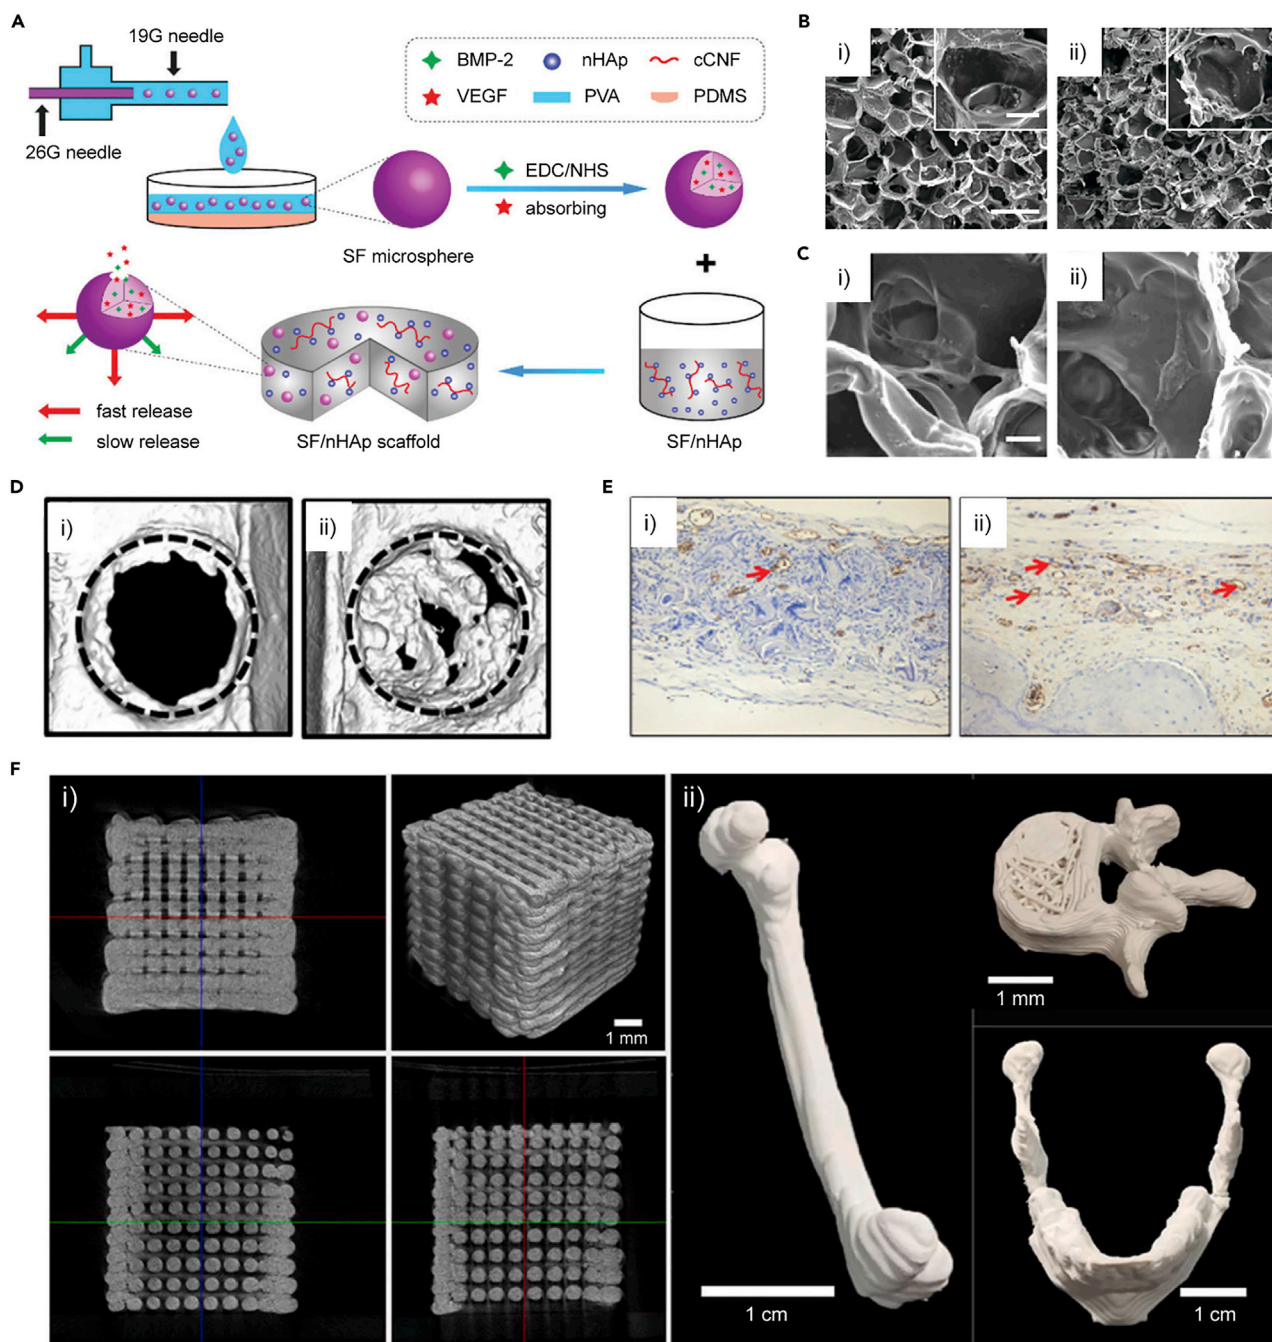 A
19G needle
26G needle
BMP-2 nHAp cCNF
VEGF PVA PDMS
EDC/NHS
absorbing
SF microsphere
+
fast release
slow release
SF/nHAp scaffold
SF/nHAp
B
i)
ii)
C
i)
ii)
D
i)
ii)
E
i)
ii)
F
i)
1 mm
ii)
1 cm
1 mm
1 cm